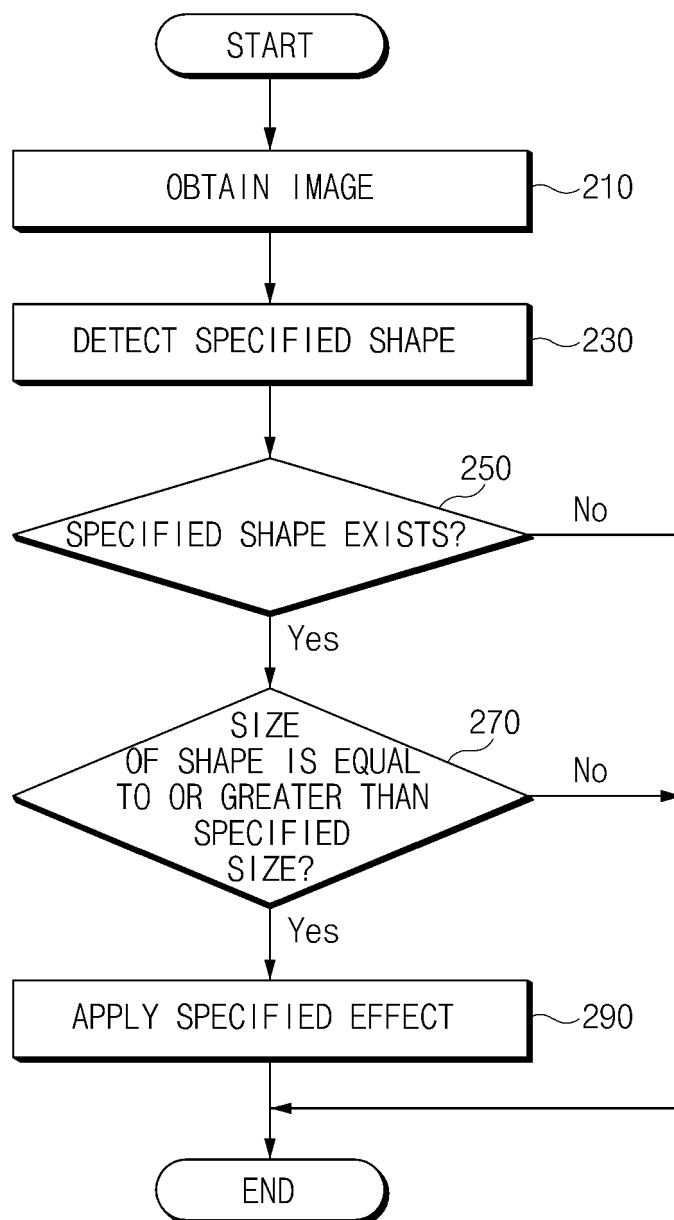 START
OBTAIN IMAGE
210
DETECT SPECIFIED SHAPE
230
250
SPECIFIED SHAPE EXISTS?
No
Yes
270
SIZE
OF SHAPE IS EQUAL
TO OR GREATER THAN
SPECIFIED
SIZE?
No
Yes
APPLY SPECIFIED EFFECT
290
END